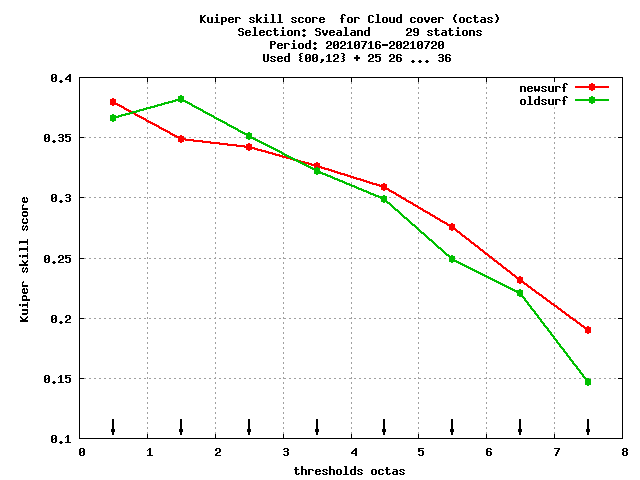 Kuiper skill score  for Cloud cover (octas)
Selection: Svealand     29 stations
Period: 20210716-20210720
Used {00,12} + 25 26 ... 36
newsurf
oldsurf
0.4
0.35
0.3
0.25
0.2
0.15
0.1
Kuiper skill score
0 1 2 3 4 5 6 7 8
thresholds octas